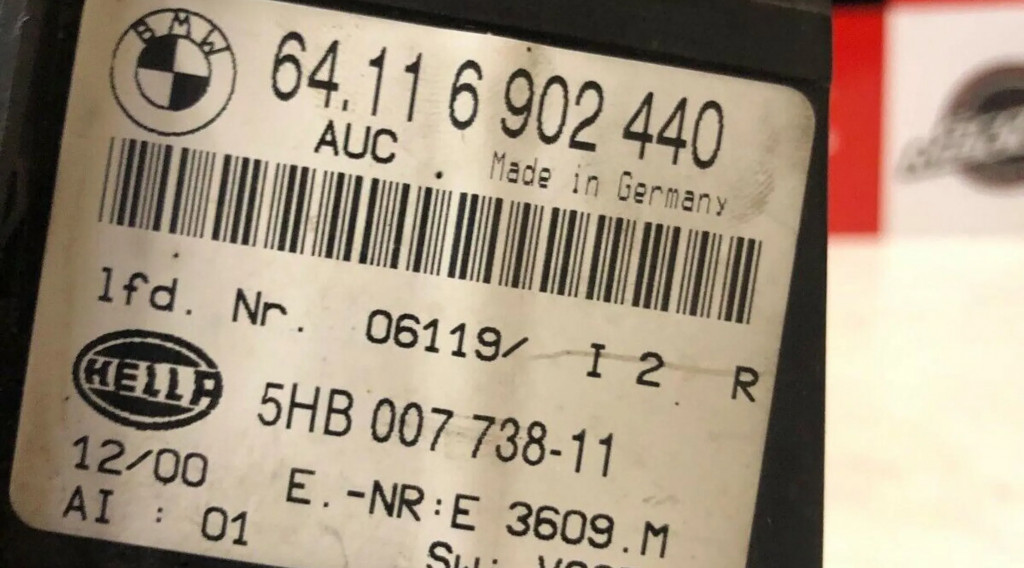 BMW
64.11 6 902 440
AUC
Made in Germany
lfd. Nr. 06119/ I 2 R
HELLA
5HB 007 738-11
12/00
E.-NR:E 3609.M
AI : 01
Sw: